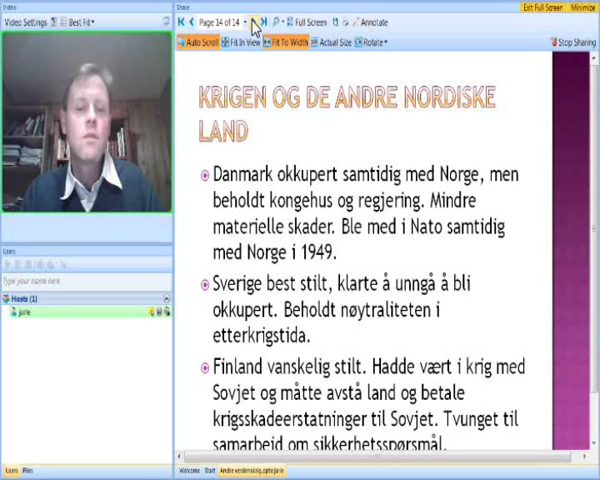 Video
Share
Exit Full Screen Minimize
Video Settings Best Fit
Page 14 of 14 Full Screen Annotate
Auto Scroll Fit In View Fit To Width Actual Size Rotate Stop Sharing
KRIGEN OG DE ANDRE NORDISKE
LAND
Danmark okkupert samtidig med Norge, men
beholdt kongehus og regjering. Mindre
materielle skader. Ble med i Nato samtidig
med Norge i 1949.
Sverige best stilt, klarte å unngå å bli
okkupert. Beholdt nøytraliteten i
etterkrigstida.
Finland vanskelig stilt. Hadde vært i krig med
Sovjet og måtte avstå land og betale
krigsskadeerstatninger til Sovjet. Tvunget til
samarbeid om sikkerhetsspørsmål.
Users
Type your name here
Hosts (1)
jarle
Users Files
Welcome Start Andre verdenskrig.pptx:jarle